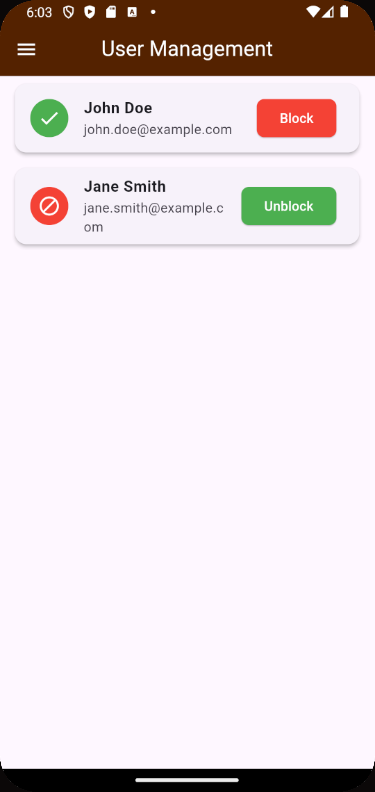 6:03
A
User Management
John Doe
john.doe@example.com
Block
Jane Smith
jane.smith@example.c
om
Unblock